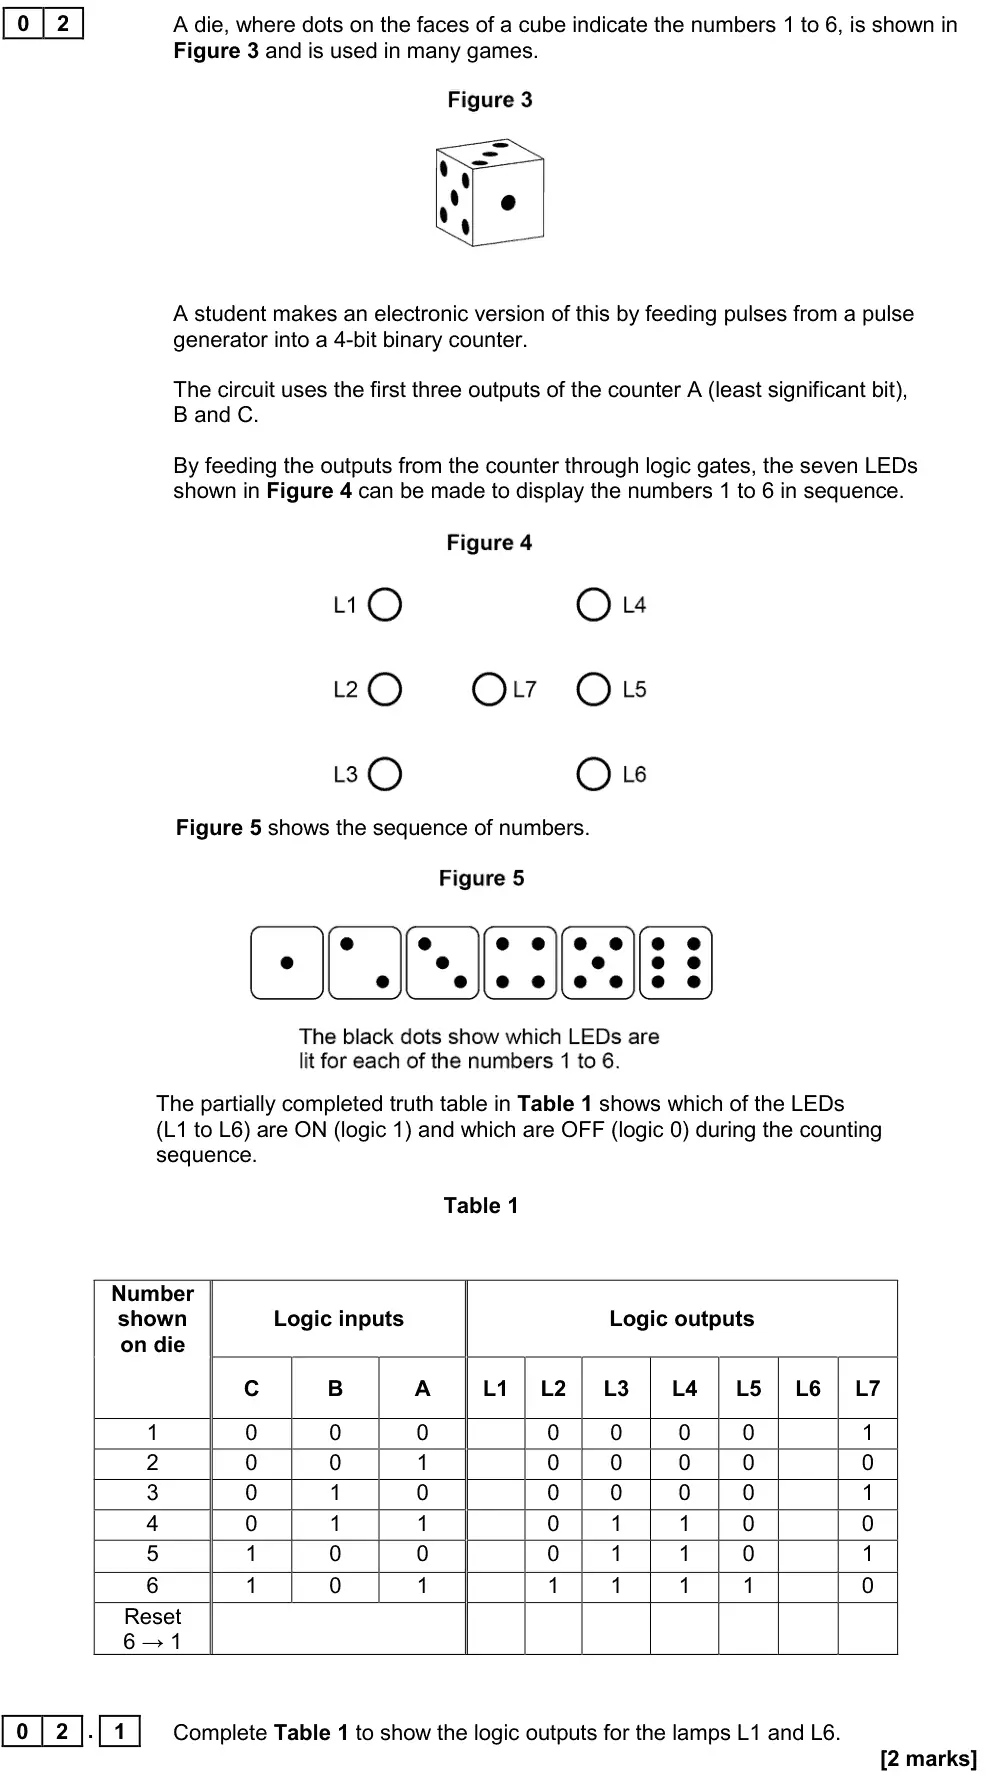 0 2
A die, where dots on the faces of a cube indicate the numbers 1 to 6, is shown in
Figure 3 and is used in many games.
Figure 3
A student makes an electronic version of this by feeding pulses from a pulse
generator into a 4-bit binary counter.
The circuit uses the first three outputs of the counter A (least significant bit),
B and C.
By feeding the outputs from the counter through logic gates, the seven LEDs
shown in Figure 4 can be made to display the numbers 1 to 6 in sequence.
Figure 4
L1 L4
L2 L7 L5
L3 L6
Figure 5 shows the sequence of numbers.
Figure 5
The black dots show which LEDs are
lit for each of the numbers 1 to 6.
The partially completed truth table in Table 1 shows which of the LEDs
(L1 to L6) are ON (logic 1) and which are OFF (logic 0) during the counting
sequence.
Table 1
Number
shown
on die
Logic inputs
Logic outputs
C B A L1 L2 L3 L4 L5 L6 L7
1 0 0 0 0 0 0 0 1
2 0 0 1 0 0 0 0 0
3 0 1 0 0 0 0 0 1
4 0 1 1 0 1 1 0 0
5 1 0 0 0 1 1 0 1
6 1 0 1 1 1 1 1 0
Reset
6 → 1
0 2 . 1
Complete Table 1 to show the logic outputs for the lamps L1 and L6.
[2 marks]